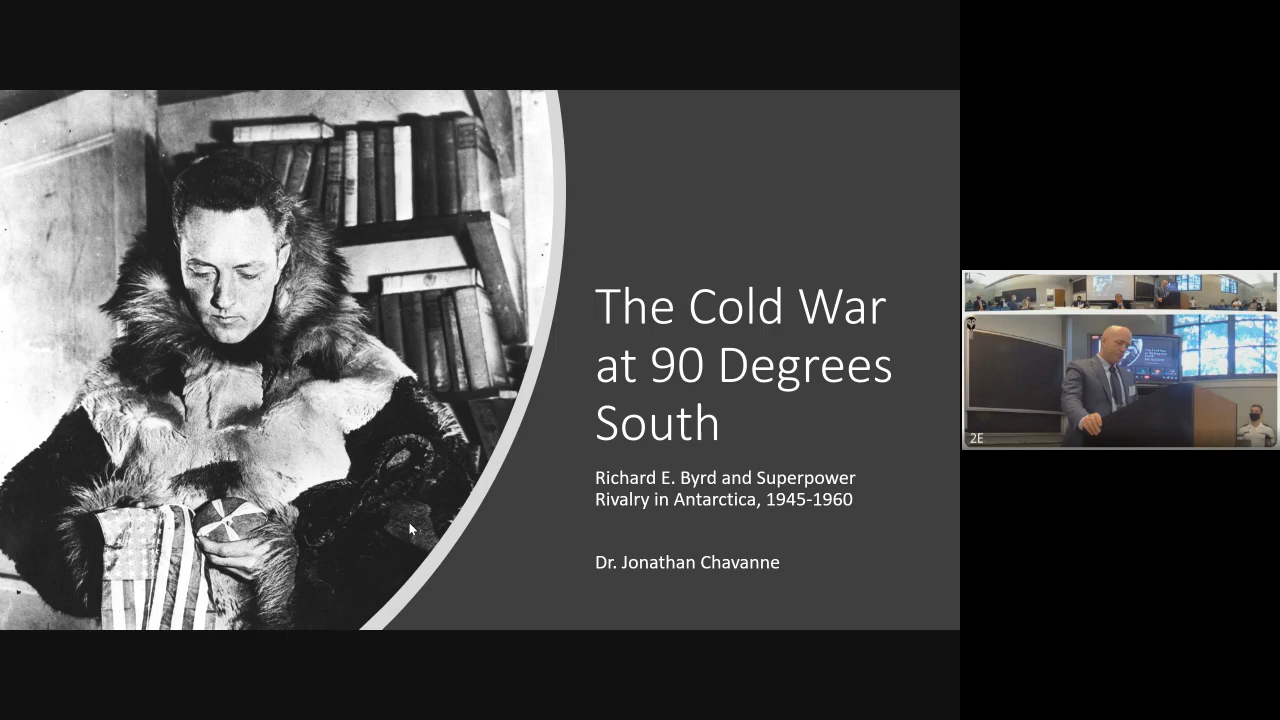 The Cold War
at 90 Degrees
South
Richard E. Byrd and Superpower
Rivalry in Antarctica, 1945-1960
Dr. Jonathan Chavanne
2E